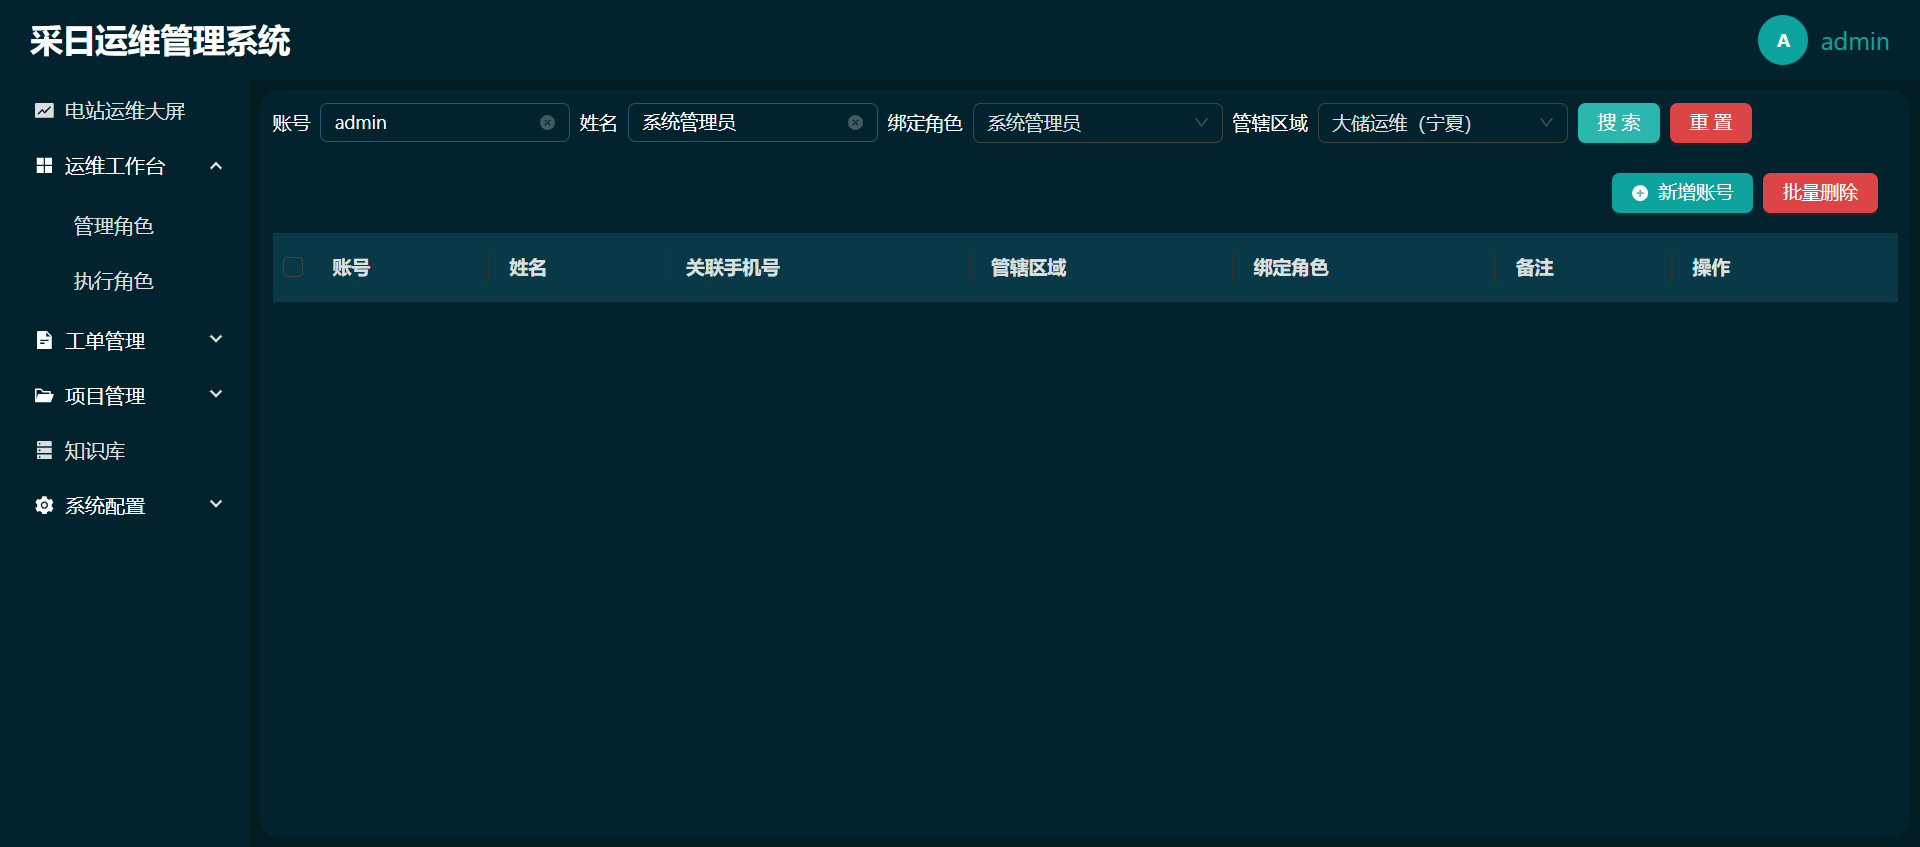 采日运维管理系统
A admin
电站运维大屏
运维工作台
管理角色
执行角色
工单管理
项目管理
知识库
系统配置
账号 admin 姓名 系统管理员 绑定角色 系统管理员 管辖区域 大储运维（宁夏） 搜 索 重 置
新增账号 批量删除
账号 姓名 关联手机号 管辖区域 绑定角色 备注 操作